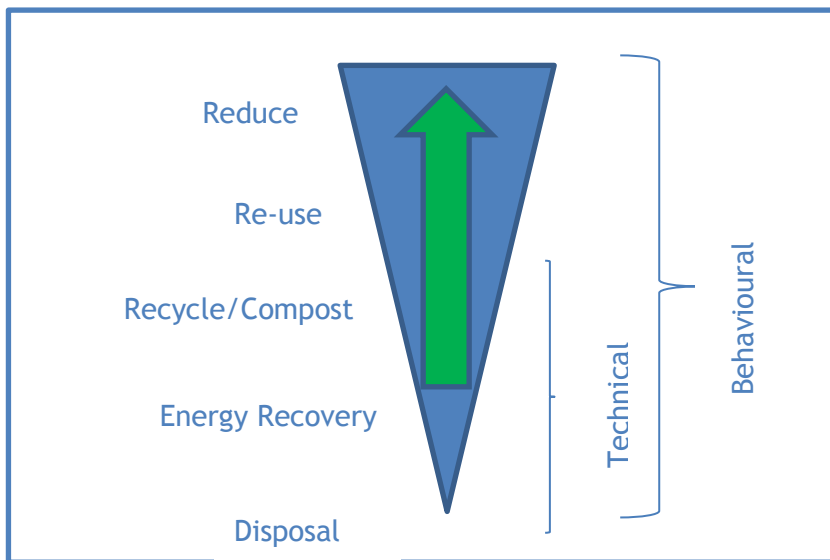 Reduce
Re-use
Recycle/Compost
Energy Recovery
Disposal
Technical
Behavioural